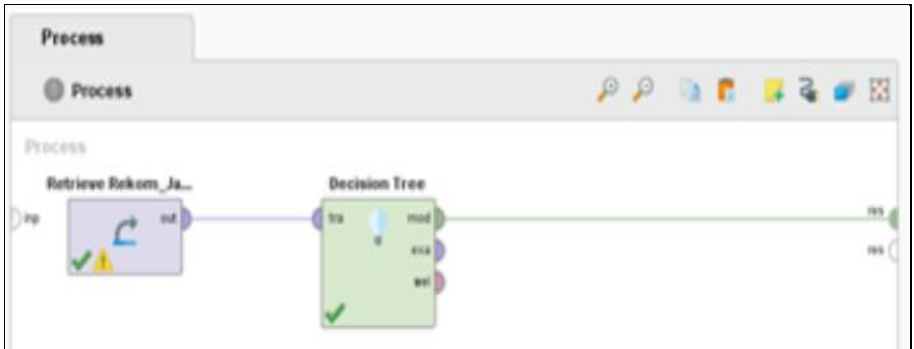 Process
Process
Process
Retrieve Rekom_Ja... Decision Tree
inp out tra mod res
exa res
wei